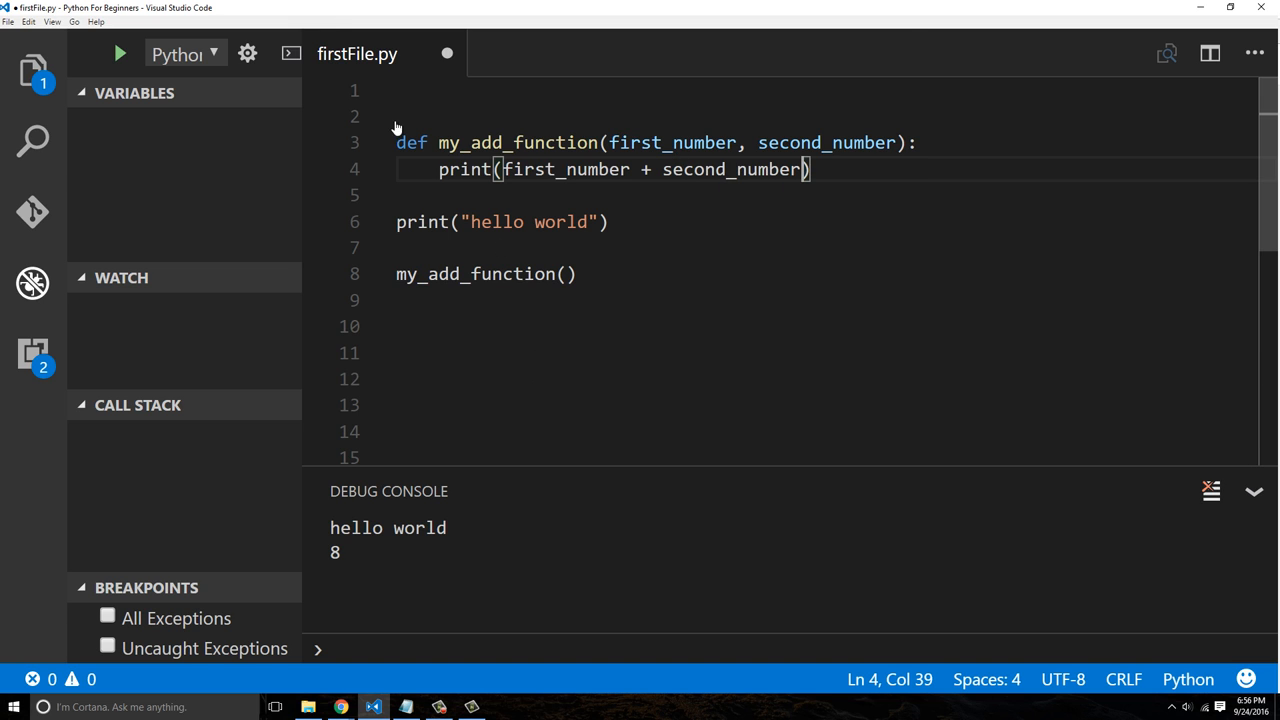 • firstFile.py - Python For Beginners - Visual Studio Code
File Edit View Go Help
Python
firstFile.py
1
VARIABLES
WATCH
2
CALL STACK
BREAKPOINTS
All Exceptions
Uncaught Exceptions
1
2
3 def my_add_function(first_number, second_number):
4 print(first_number + second_number)
5
6 print("hello world")
7
8 my_add_function()
9
10
11
12
13
14
15
DEBUG CONSOLE
hello world
8
0 0 Ln 4, Col 39 Spaces: 4 UTF-8 CRLF Python
I'm Cortana. Ask me anything.
6:56 PM
9/24/2016